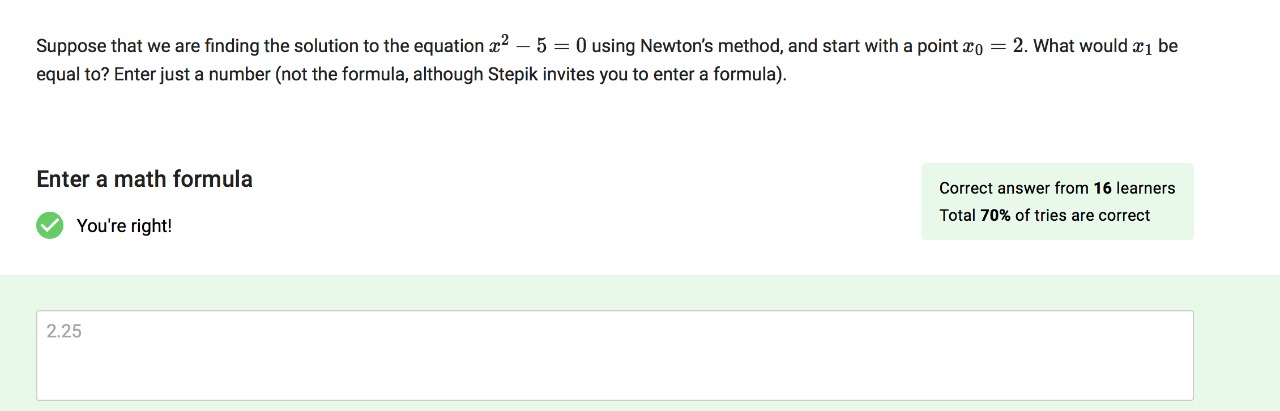 Suppose that we are finding the solution to the equation x² − 5 = 0 using Newton's method, and start with a point x₀ = 2. What would x₁ be
equal to? Enter just a number (not the formula, although Stepik invites you to enter a formula).
Enter a math formula
Correct answer from 16 learners
Total 70% of tries are correct
You're right!
2.25